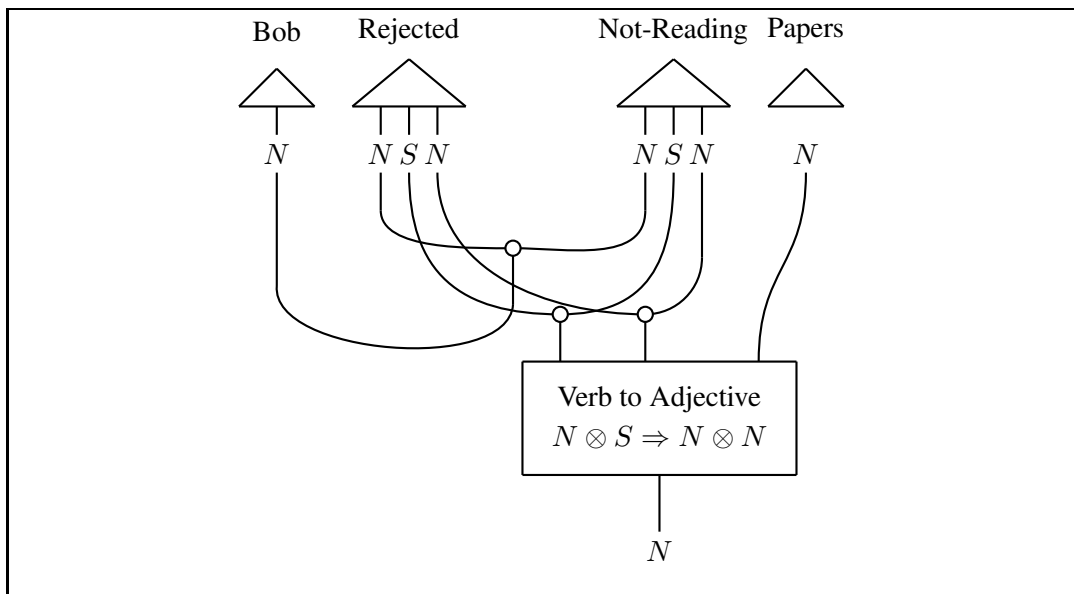 Bob Rejected Not-Reading Papers
N N S N N S N N
Verb to Adjective
N ⊗ S ⇒ N ⊗ N
N